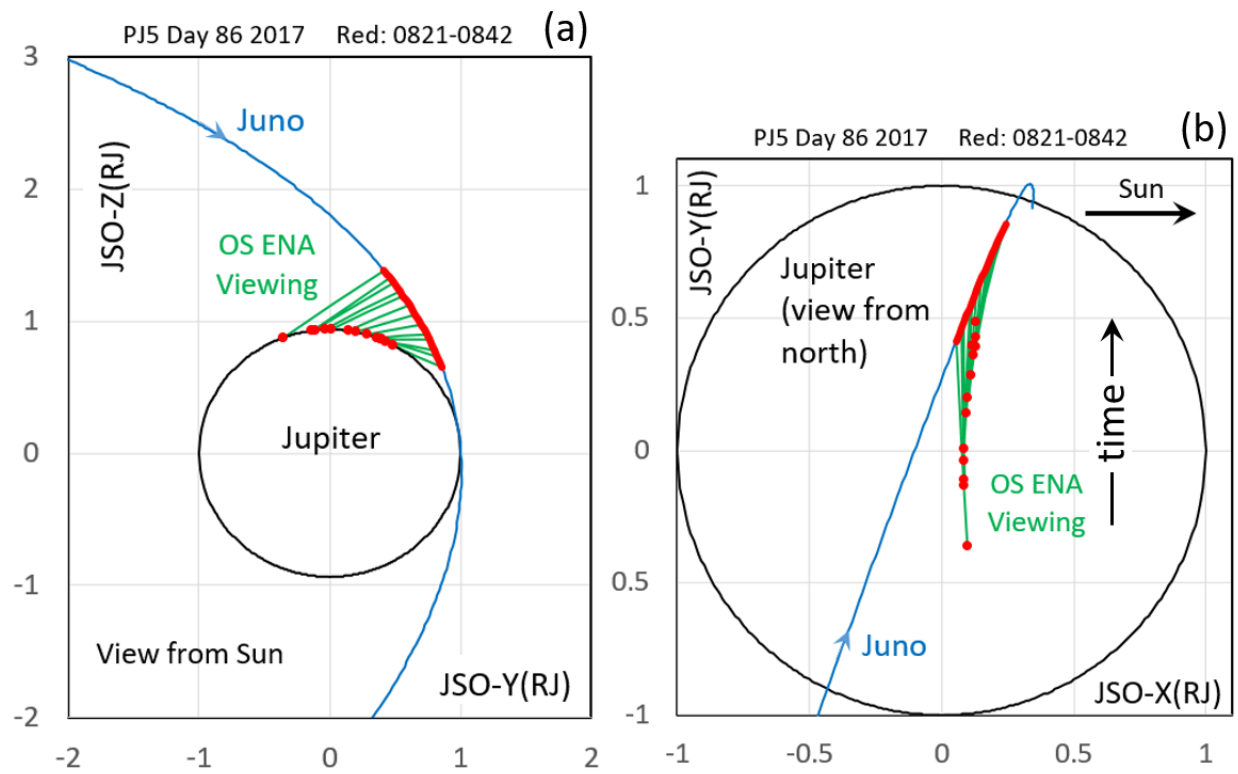 PJ5 Day 86 2017 Red: 0821-0842 (a)
3
2
1
0
-1
-2
JSO-Z(RJ)
Juno
OS ENA
Viewing
Jupiter
View from Sun
JSO-Y(RJ)
-2 -1 0 1 2
PJ5 Day 86 2017 Red: 0821-0842 (b)
1
0.5
0
0.5
-1
JSO-Y(RJ)
Sun
Jupiter
(view from
north)
time
OS ENA
Viewing
Juno
JSO-X(RJ)
-1 -0.5 0 0.5 1